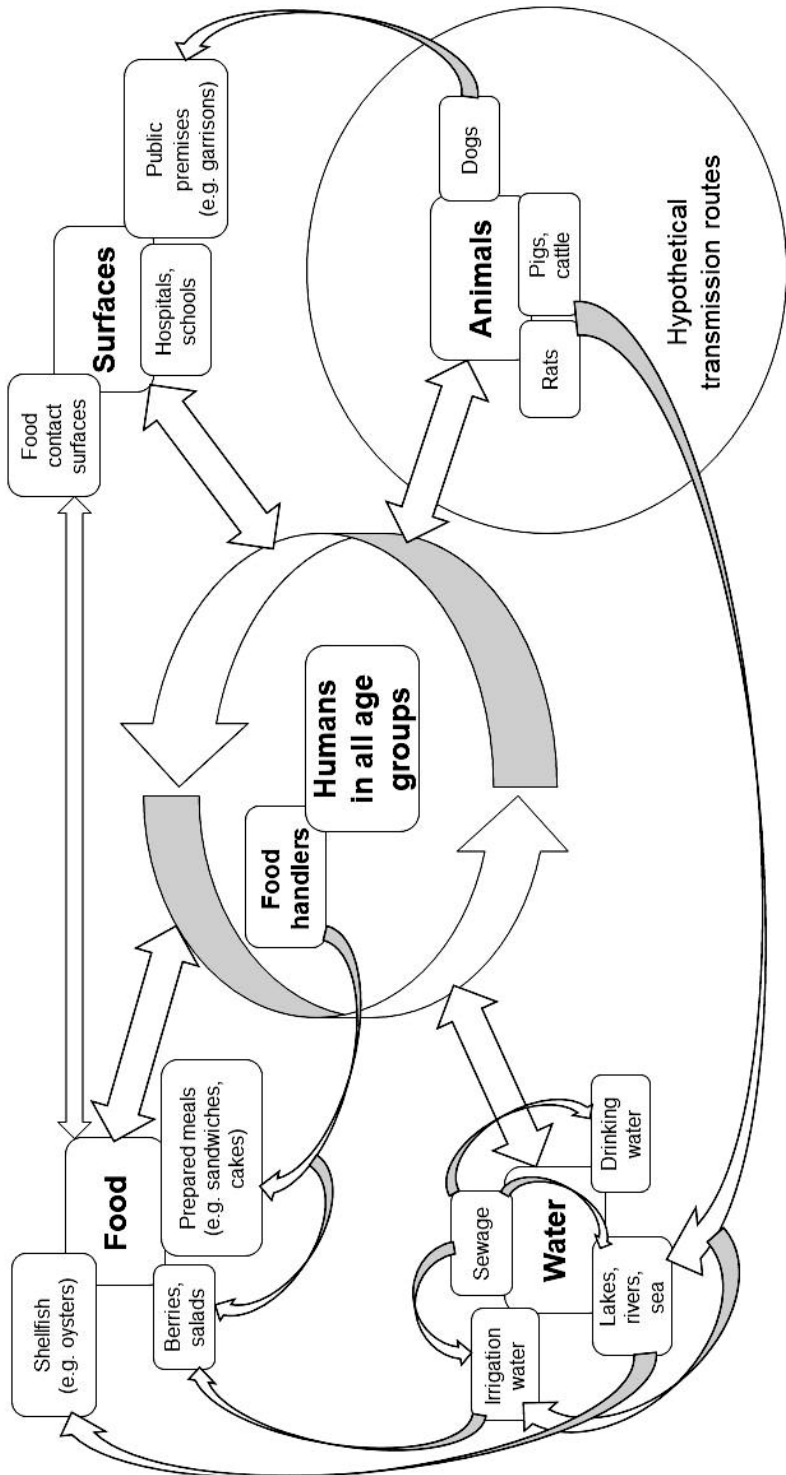 Shellfish
(e.g. oysters)
Food
Berries,
salads
Prepared meals
(e.g. sandwiches,
cakes)
Food
contact
surfaces
Surfaces
Hospitals,
schools
Public
premises
(e.g. garrisons)
Food
handlers
Humans
in all age
groups
Irrigation
water
Sewage
Water
Lakes,
rivers,
sea
Drinking
water
Animals
Dogs
Rats
Pigs,
cattle
Hypothetical
transmission routes